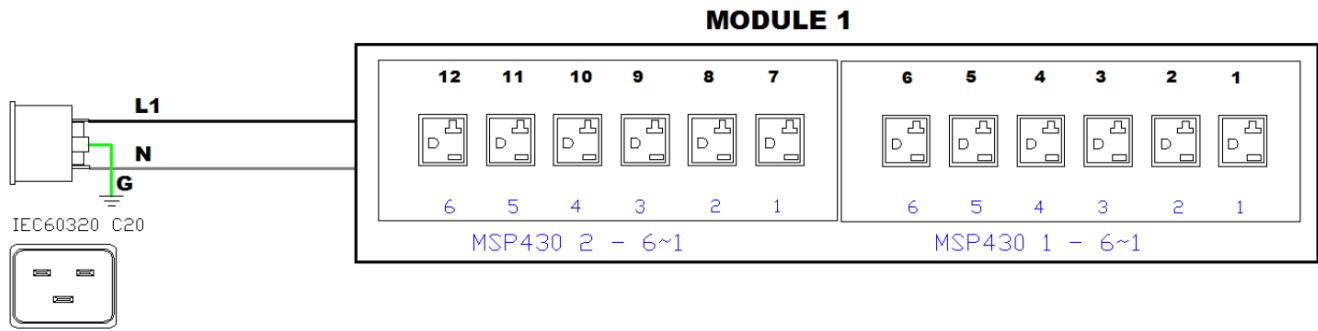 MODULE 1
12 11 10 9 8 7 6 5 4 3 2 1
L1
N
G
6 5 4 3 2 1 6 5 4 3 2 1
IEC60320 C20
MSP430 2 - 6~1 MSP430 1 - 6~1